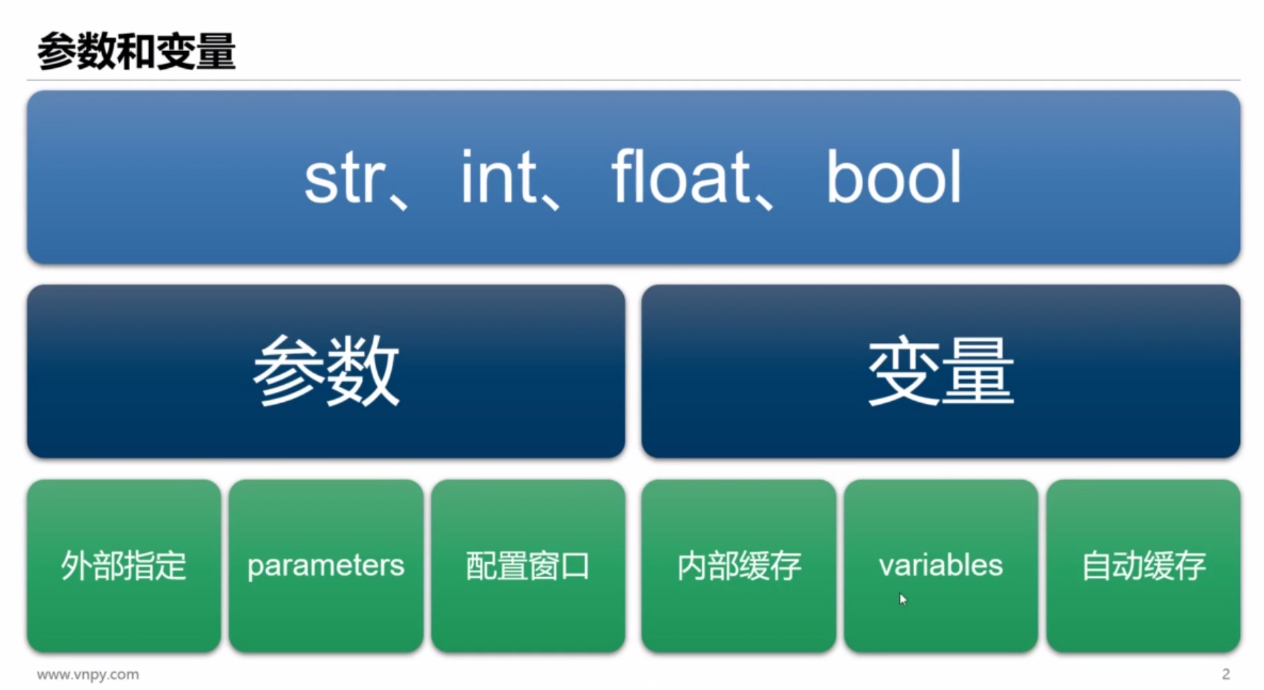 参数和变量
str、int、float、bool
参数
变量
外部指定
parameters
配置窗口
内部缓存
variables
自动缓存
www.vnpy.com
2